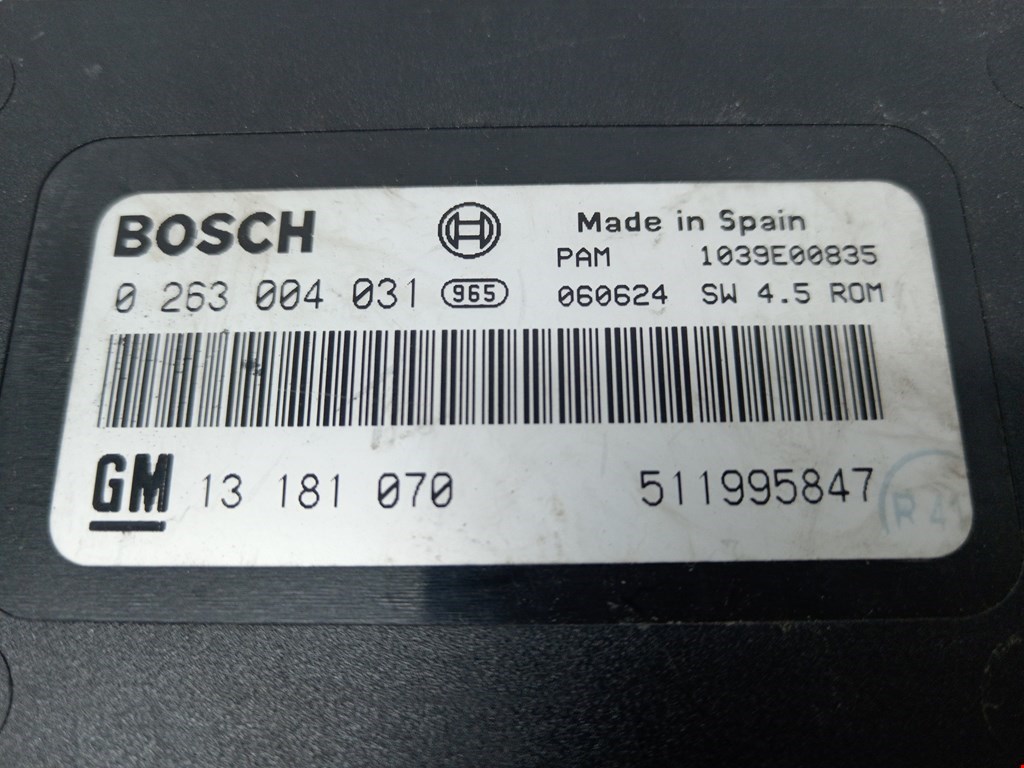 BOSCH
Made in Spain
PAM 1039E00835
0 263 004 031 965 060624 SW 4.5 ROM
GM 13 181 070 511995847
R 4